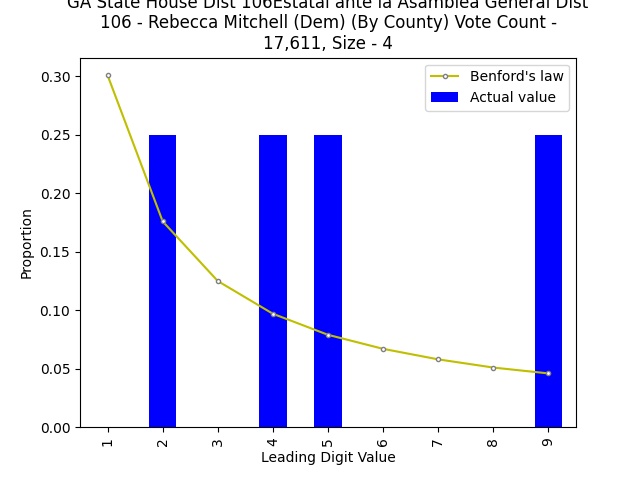 GA State House Dist 106Estatal ante la Asamblea General Dist
106 - Rebecca Mitchell (Dem) (By County) Vote Count -
17,611, Size - 4
Benford's law
Actual value
0.30
0.25
0.20
0.15
0.10
0.05
0.00
Proportion
1 2 3 4 5 6 7 8 9
Leading Digit Value